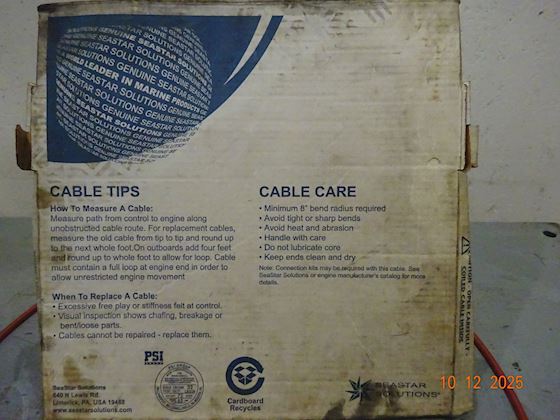 GENUINE SEASTAR
SEASTAR SOLUTIONS GENUINE
WORLD LEADER IN MARINE PRODUCTS
SEASTAR SOLUTIONS
CABLE TIPS
How To Measure A Cable:
Measure path from control to engine along
unobstructed cable route. For replacement cables,
measure the old cable from tip to tip and round up
to the next whole foot.On outboards add four feet
and round up to whole foot to allow for loop. Cable
must contain a full loop at engine end in order to
allow unrestricted engine movement
When To Replace A Cable:
• Excessive free play or stiffness felt at control.
• Visual inspection shows chafing, breakage or
bent/loose parts.
• Cables cannot be repaired - replace them.
CABLE CARE
• Minimum 8" bend radius required
• Avoid tight or sharp bends
• Avoid heat and abrasion
• Handle with care
• Do not lubricate core
• Keep ends clean and dry
Note: Connection kits may be required with this cable. See
SeaStar Solutions or engine manufacturer's catalog for more
details.
OPEN CAREFULLY -
COILED CABLE INSIDE
SeaStar Solutions
640 N Lewis Rd.
Limerick, PA, USA 19468
www.seastarsolutions.com
PSI
Cardboard
Recycles
SEASTAR
SOLUTIONS
10 12 2025